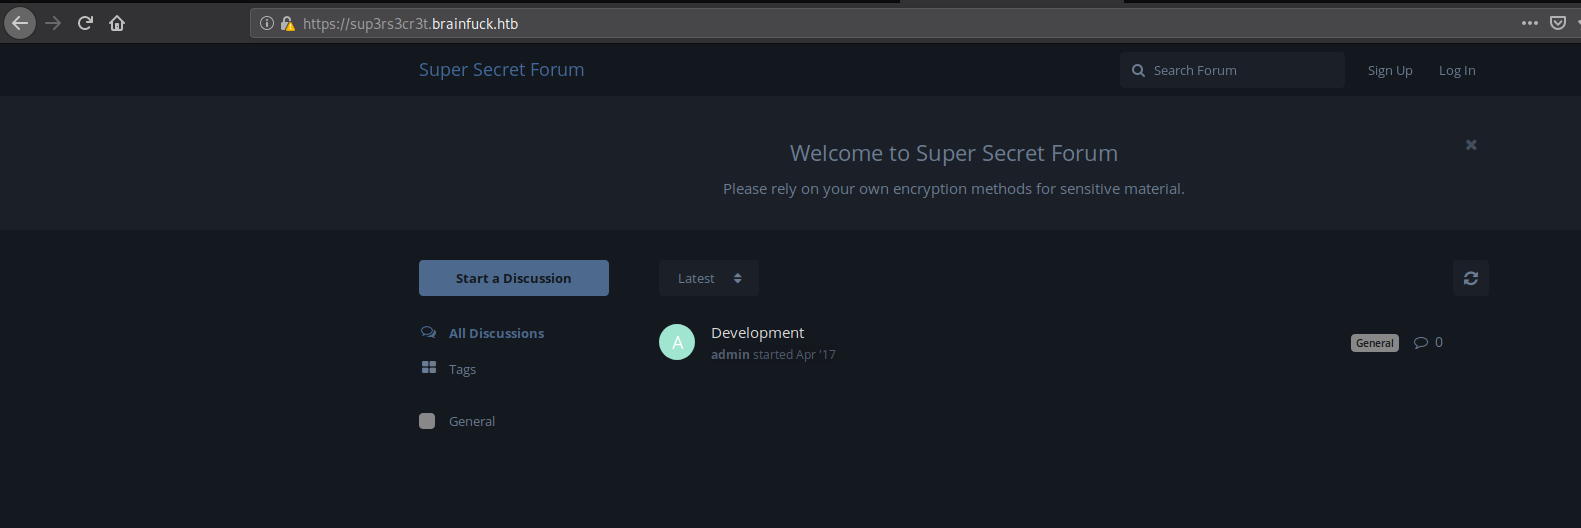 https://sup3rs3cr3t.brainfuck.htb
Super Secret Forum
Search Forum
Sign Up
Log In
Welcome to Super Secret Forum
Please rely on your own encryption methods for sensitive material.
Start a Discussion
Latest
All Discussions
Tags
General
A
Development
admin started Apr '17
General
0